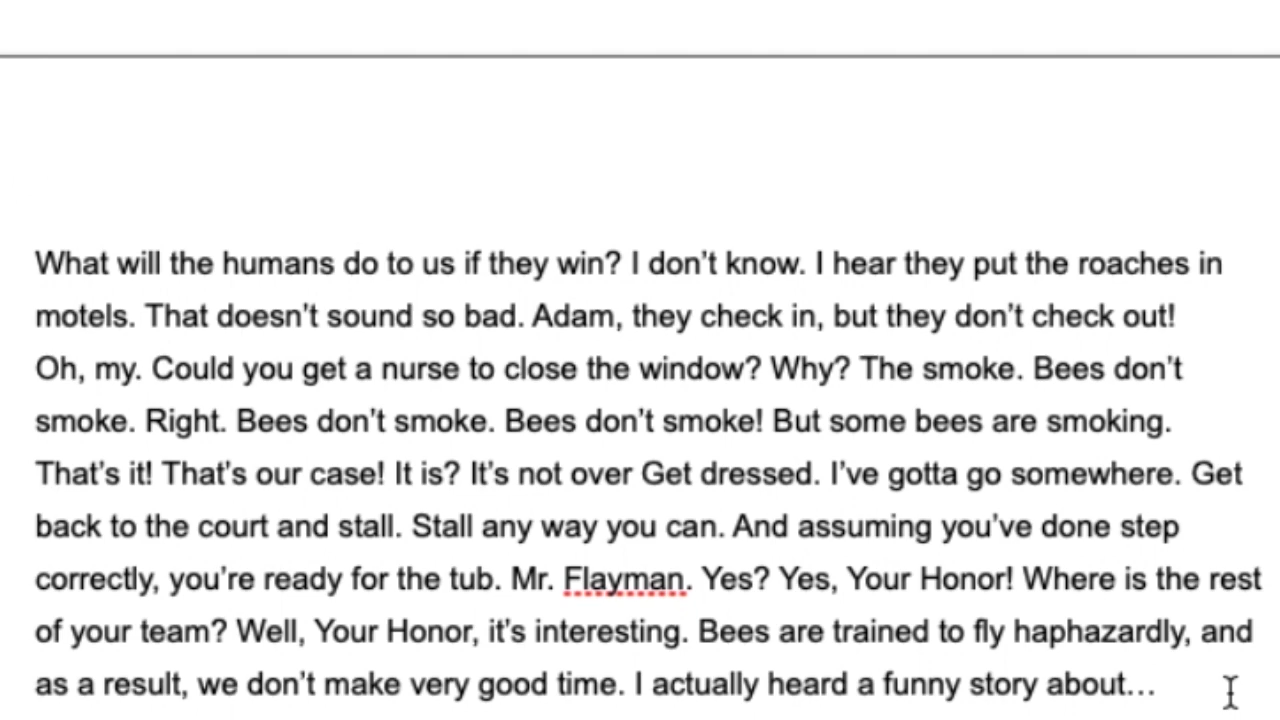 What will the humans do to us if they win? I don’t know. I hear they put the roaches in
motels. That doesn’t sound so bad. Adam, they check in, but they don’t check out!
Oh, my. Could you get a nurse to close the window? Why? The smoke. Bees don’t
smoke. Right. Bees don’t smoke. Bees don’t smoke! But some bees are smoking.
That’s it! That’s our case! It is? It’s not over Get dressed. I’ve gotta go somewhere. Get
back to the court and stall. Stall any way you can. And assuming you’ve done step
correctly, you’re ready for the tub. Mr. Flayman. Yes? Yes, Your Honor! Where is the rest
of your team? Well, Your Honor, it’s interesting. Bees are trained to fly haphazardly, and
as a result, we don’t make very good time. I actually heard a funny story about…